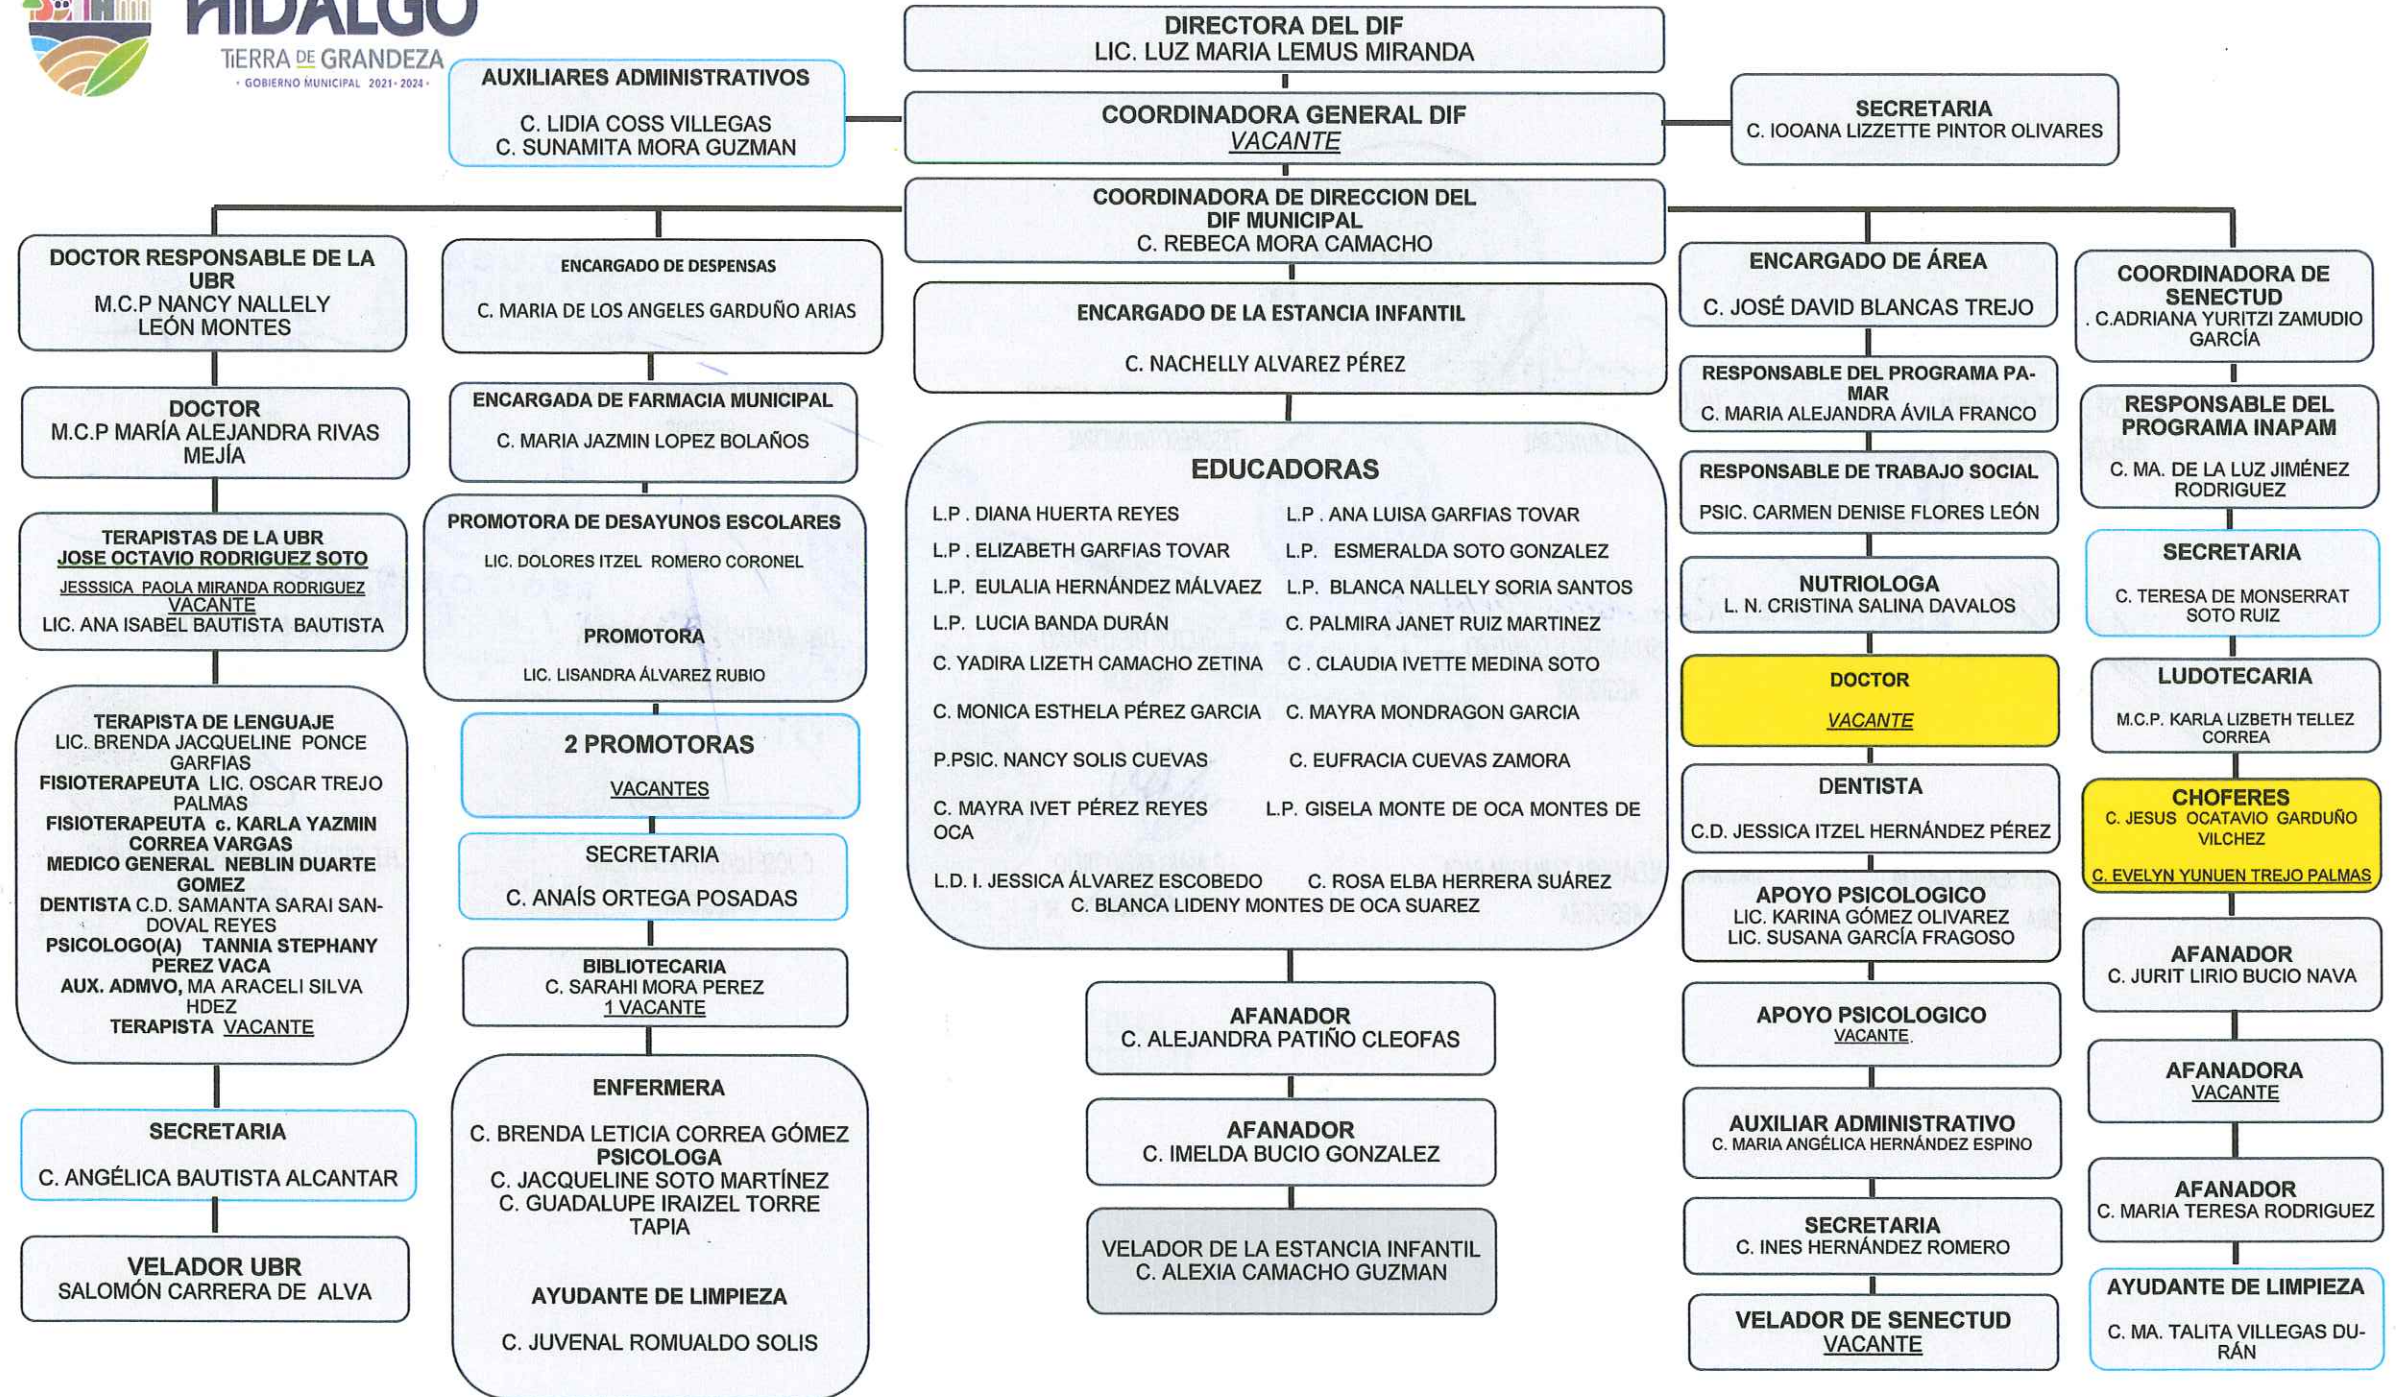 HIDALGO
TIERRA DE GRANDEZA
· GOBIERNO MUNICIPAL 2021-2024 ·
DIRECTORA DEL DIF
LIC. LUZ MARIA LEMUS MIRANDA
AUXILIARES ADMINISTRATIVOS
C. LIDIA COSS VILLEGAS
C. SUNAMITA MORA GUZMAN
COORDINADORA GENERAL DIF
VACANTE
SECRETARIA
C. IOOANA LIZZETTE PINTOR OLIVARES
COORDINADORA DE DIRECCION DEL
DIF MUNICIPAL
C. REBECA MORA CAMACHO
DOCTOR RESPONSABLE DE LA
UBR
M.C.P NANCY NALLELY
LEÓN MONTES
DOCTOR
M.C.P MARÍA ALEJANDRA RIVAS
MEJÍA
TERAPISTAS DE LA UBR
JOSE OCTAVIO RODRIGUEZ SOTO
JESSSICA PAOLA MIRANDA RODRIGUEZ
VACANTE
LIC. ANA ISABEL BAUTISTA BAUTISTA
TERAPISTA DE LENGUAJE
LIC. BRENDA JACQUELINE PONCE
GARFIAS
FISIOTERAPEUTA LIC. OSCAR TREJO
PALMAS
FISIOTERAPEUTA c. KARLA YAZMIN
CORREA VARGAS
MEDICO GENERAL NEBLIN DUARTE
GOMEZ
DENTISTA C.D. SAMANTA SARAI SAN-
DOVAL REYES
PSICOLOGO(A) TANNIA STEPHANY
PEREZ VACA
AUX. ADMVO, MA ARACELI SILVA
HDEZ
TERAPISTA VACANTE
SECRETARIA
C. ANGÉLICA BAUTISTA ALCANTAR
VELADOR UBR
SALOMÓN CARRERA DE ALVA
ENCARGADO DE DESPENSAS
C. MARIA DE LOS ANGELES GARDUÑO ARIAS
ENCARGADA DE FARMACIA MUNICIPAL
C. MARIA JAZMIN LOPEZ BOLAÑOS
PROMOTORA DE DESAYUNOS ESCOLARES
LIC. DOLORES ITZEL ROMERO CORONEL
PROMOTORA
LIC. LISANDRA ÁLVAREZ RUBIO
2 PROMOTORAS
VACANTES
SECRETARIA
C. ANAÍS ORTEGA POSADAS
BIBLIOTECARIA
C. SARAHI MORA PEREZ
1 VACANTE
ENFERMERA
C. BRENDA LETICIA CORREA GÓMEZ
PSICOLOGA
C. JACQUELINE SOTO MARTÍNEZ
C. GUADALUPE IRAIZEL TORRE
TAPIA
AYUDANTE DE LIMPIEZA
C. JUVENAL ROMUALDO SOLIS
ENCARGADO DE LA ESTANCIA INFANTIL
C. NACHELLY ALVAREZ PÉREZ
EDUCADORAS
L.P . DIANA HUERTA REYES L.P . ANA LUISA GARFIAS TOVAR
L.P . ELIZABETH GARFIAS TOVAR L.P. ESMERALDA SOTO GONZALEZ
L.P. EULALIA HERNÁNDEZ MÁLVAEZ L.P. BLANCA NALLELY SORIA SANTOS
L.P. LUCIA BANDA DURÁN C. PALMIRA JANET RUIZ MARTINEZ
C. YADIRA LIZETH CAMACHO ZETINA C . CLAUDIA IVETTE MEDINA SOTO
C. MONICA ESTHELA PÉREZ GARCIA C. MAYRA MONDRAGON GARCIA
P.PSIC. NANCY SOLIS CUEVAS C. EUFRACIA CUEVAS ZAMORA
C. MAYRA IVET PÉREZ REYES L.P. GISELA MONTE DE OCA MONTES DE
OCA
L.D. I. JESSICA ÁLVAREZ ESCOBEDO C. ROSA ELBA HERRERA SUÁREZ
C. BLANCA LIDENY MONTES DE OCA SUAREZ
AFANADOR
C. ALEJANDRA PATIÑO CLEOFAS
AFANADOR
C. IMELDA BUCIO GONZALEZ
VELADOR DE LA ESTANCIA INFANTIL
C. ALEXIA CAMACHO GUZMAN
ENCARGADO DE ÁREA
C. JOSÉ DAVID BLANCAS TREJO
RESPONSABLE DEL PROGRAMA PA-
MAR
C. MARIA ALEJANDRA ÁVILA FRANCO
RESPONSABLE DE TRABAJO SOCIAL
PSIC. CARMEN DENISE FLORES LEÓN
NUTRIOLOGA
L. N. CRISTINA SALINA DAVALOS
DOCTOR
VACANTE
DENTISTA
C.D. JESSICA ITZEL HERNÁNDEZ PÉREZ
APOYO PSICOLOGICO
LIC. KARINA GÓMEZ OLIVAREZ
LIC. SUSANA GARCÍA FRAGOSO
APOYO PSICOLOGICO
VACANTE.
AUXILIAR ADMINISTRATIVO
C. MARIA ANGÉLICA HERNÁNDEZ ESPINO
SECRETARIA
C. INES HERNÁNDEZ ROMERO
VELADOR DE SENECTUD
VACANTE
COORDINADORA DE
SENECTUD
. C.ADRIANA YURITZI ZAMUDIO
GARCÍA
RESPONSABLE DEL
PROGRAMA INAPAM
C. MA. DE LA LUZ JIMÉNEZ
RODRIGUEZ
SECRETARIA
C. TERESA DE MONSERRAT
SOTO RUIZ
LUDOTECARIA
M.C.P. KARLA LIZBETH TELLEZ
CORREA
CHOFERES
C. JESUS OCATAVIO GARDUÑO
VILCHEZ
C. EVELYN YUNUEN TREJO PALMAS
AFANADOR
C. JURIT LIRIO BUCIO NAVA
AFANADORA
VACANTE
AFANADOR
C. MARIA TERESA RODRIGUEZ
AYUDANTE DE LIMPIEZA
C. MA. TALITA VILLEGAS DU-
RÁN